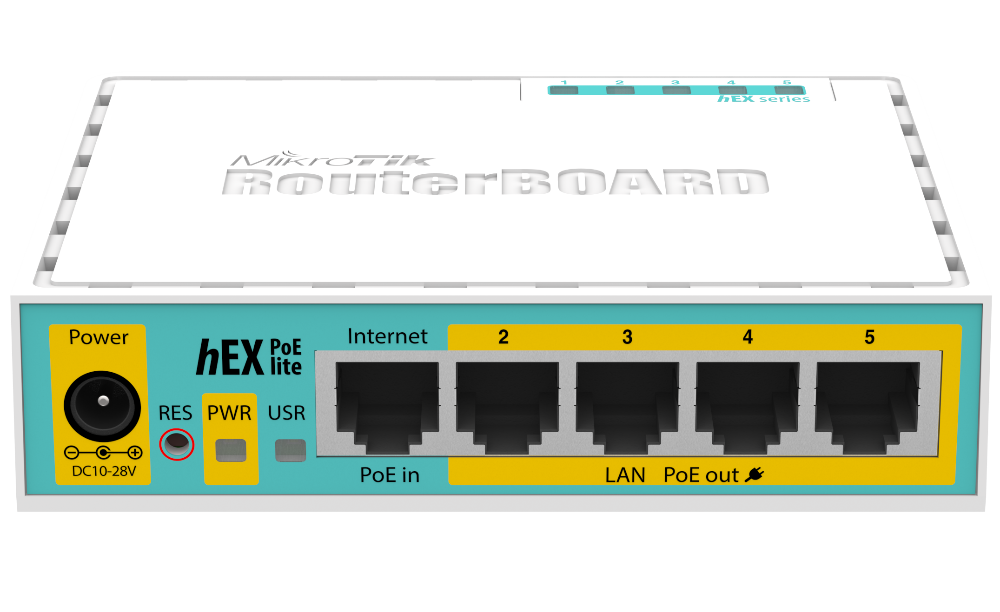 1 2 3 4 5
hEX series
MikroTik
RouterBOARD
Power
Internet
2 3 4 5
hEX PoE lite
RES PWR USR
DC10-28V
PoE in
LAN PoE out